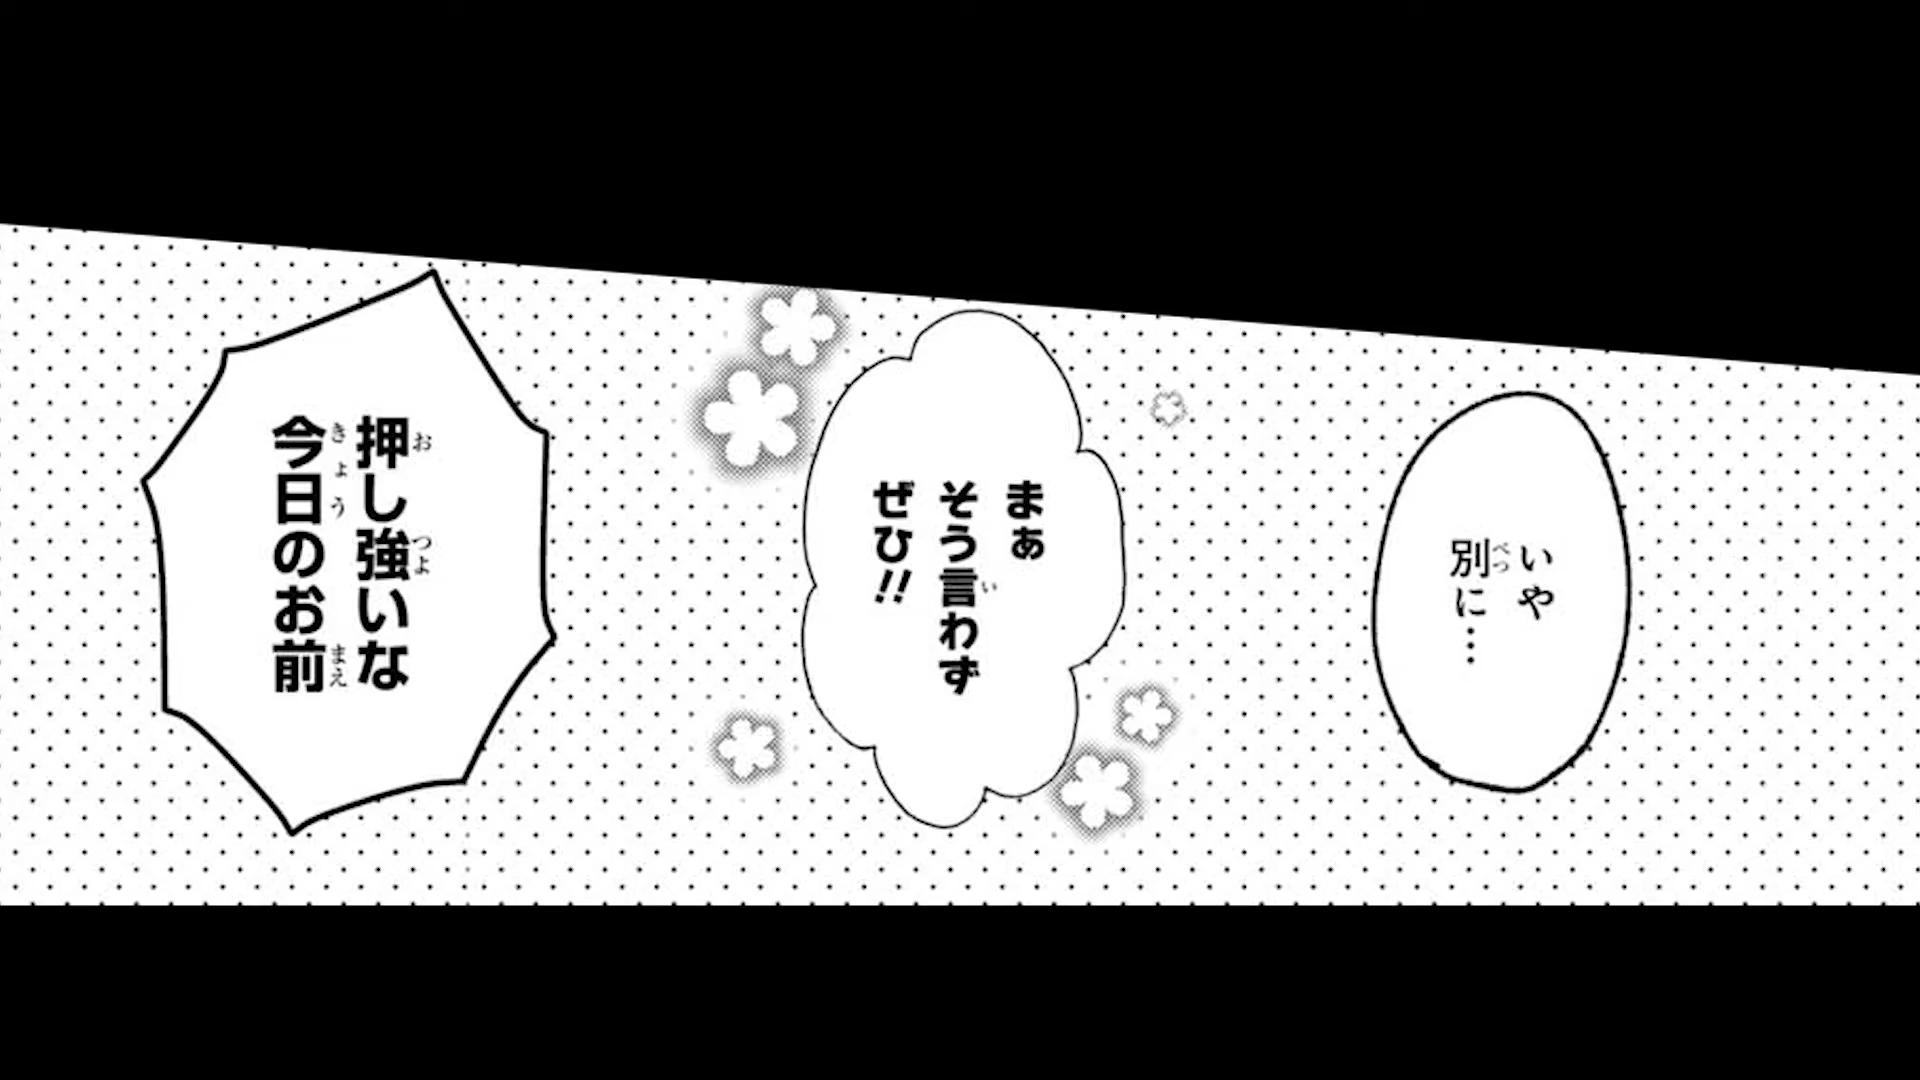 いや
別に…
まぁ
そう言わず
ぜひ!!
押し強いな
今日のお前